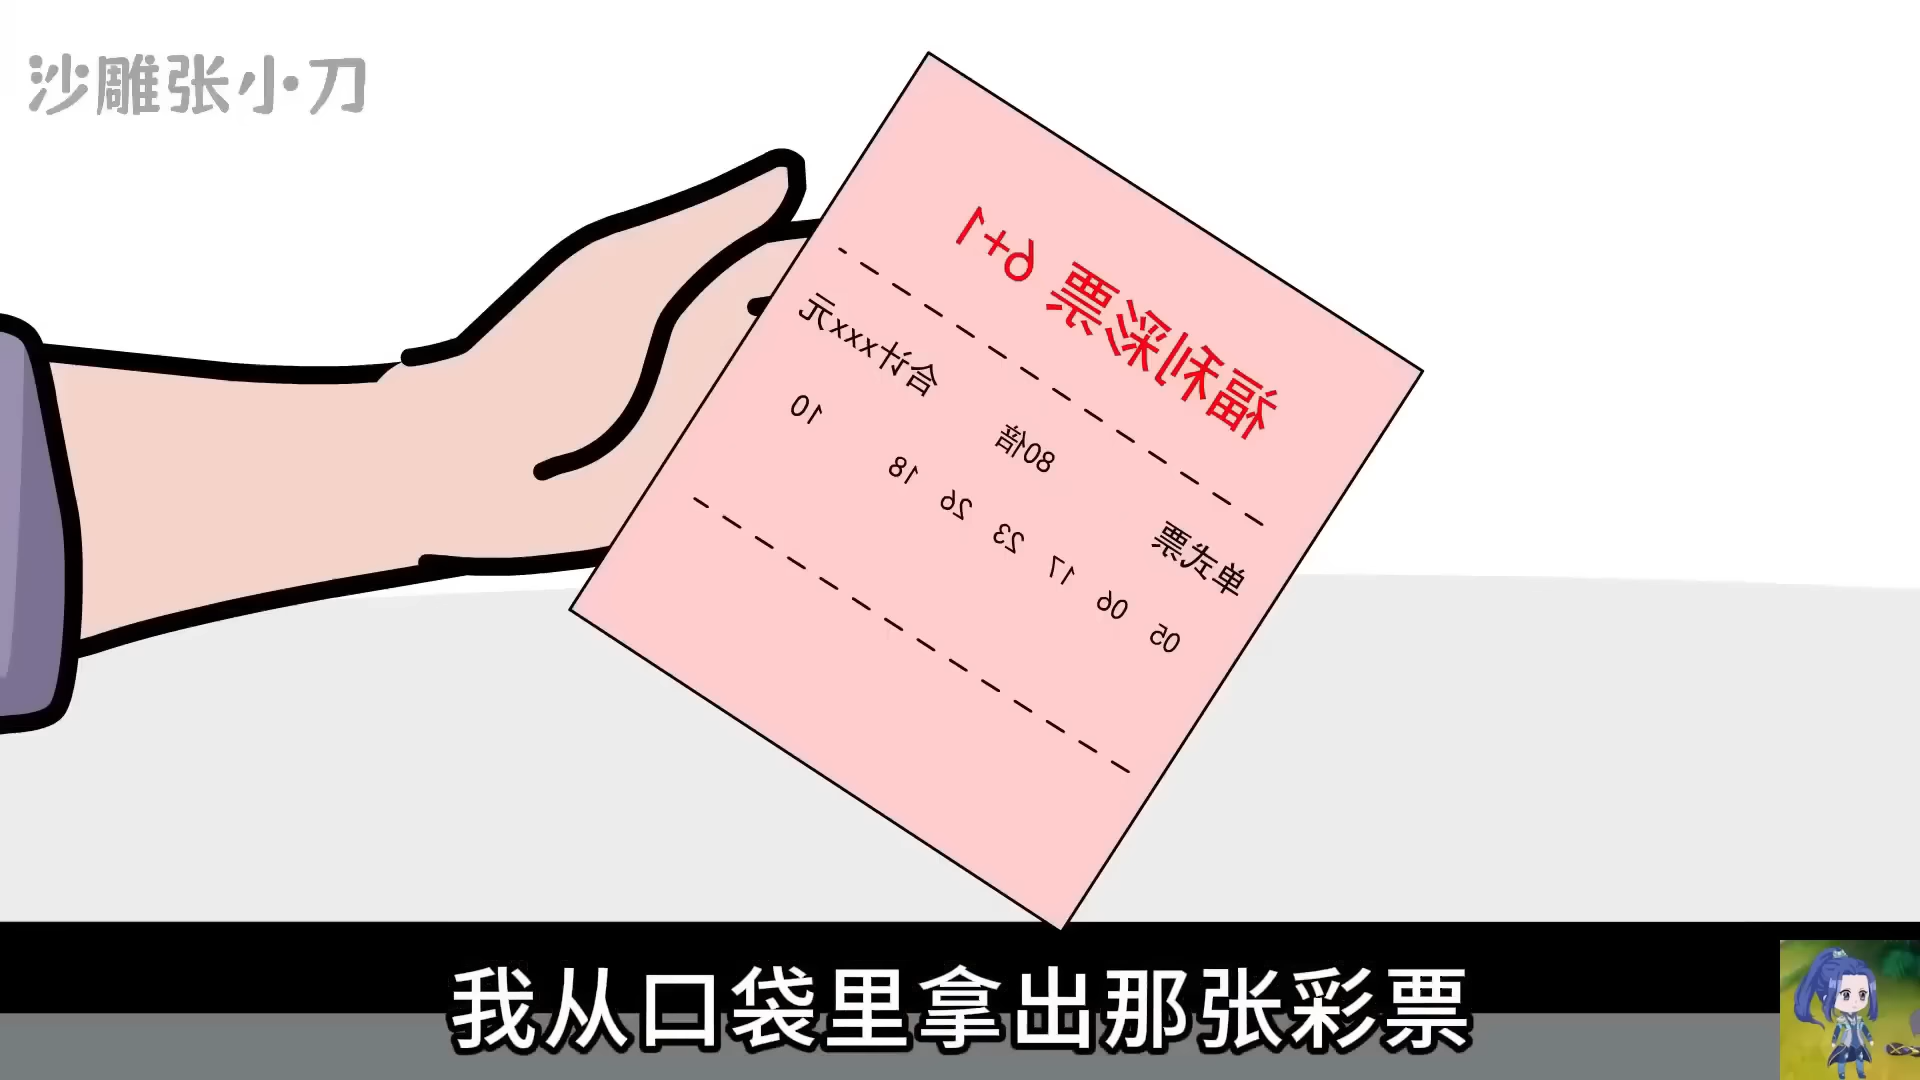 沙雕张小刀
福利彩票 6+1
单左票 80倍 合计xxx元
05 06 17 23 26 18 10
我从口袋里拿出那张彩票